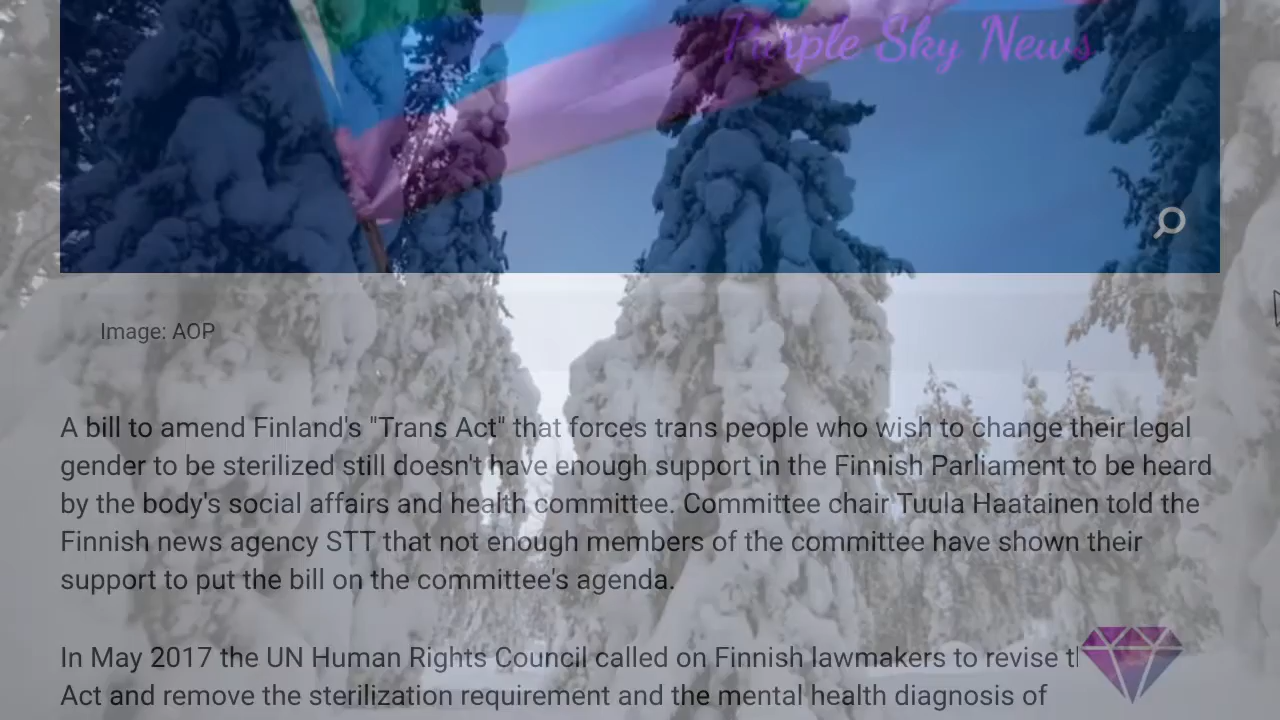 Purple Sky News
Image: AOP
A bill to amend Finland's "Trans Act" that forces trans people who wish to change their legal
gender to be sterilized still doesn't have enough support in the Finnish Parliament to be heard
by the body's social affairs and health committee. Committee chair Tuula Haatainen told the
Finnish news agency STT that not enough members of the committee have shown their
support to put the bill on the committee's agenda.
In May 2017 the UN Human Rights Council called on Finnish lawmakers to revise
Act and remove the sterilization requirement and the mental health diagnosis of